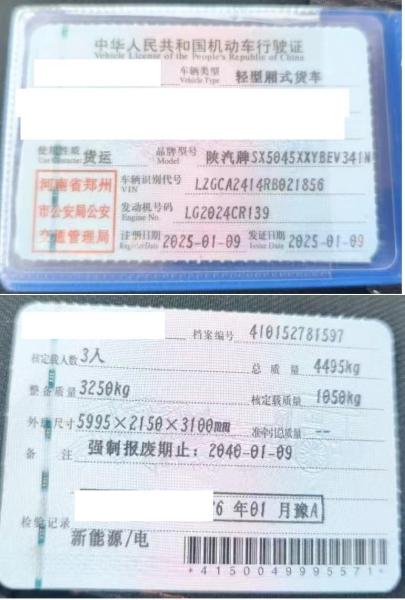 中华人民共和国机动车行驶证
Vehicle License of the People's Republic of China
车辆类型 轻型厢式货车
Vehicle Type
使用性质 货运 品牌型号 陕汽牌SX5045XXYBEV341N
Use Character Model
河南省郑州
市公安局公安
交通管理局
车辆识别代号 LZGCA2414RB021856
VIN
发动机号码 LG2024CR139
Engine No.
注册日期 2025-01-09 发证日期 2025-01-09
Register Date Issue Date
档案编号 410152781597
核定载人数 3人 总质量 4495kg
整备质量 3250kg 核定载质量 1050kg
外廓尺寸 5995×2150×3100mm 准牵引总质量 --
备注 强制报废期止：2040-01-09
检验记录 26 年01 月豫A
新能源/电
*4150049995571*